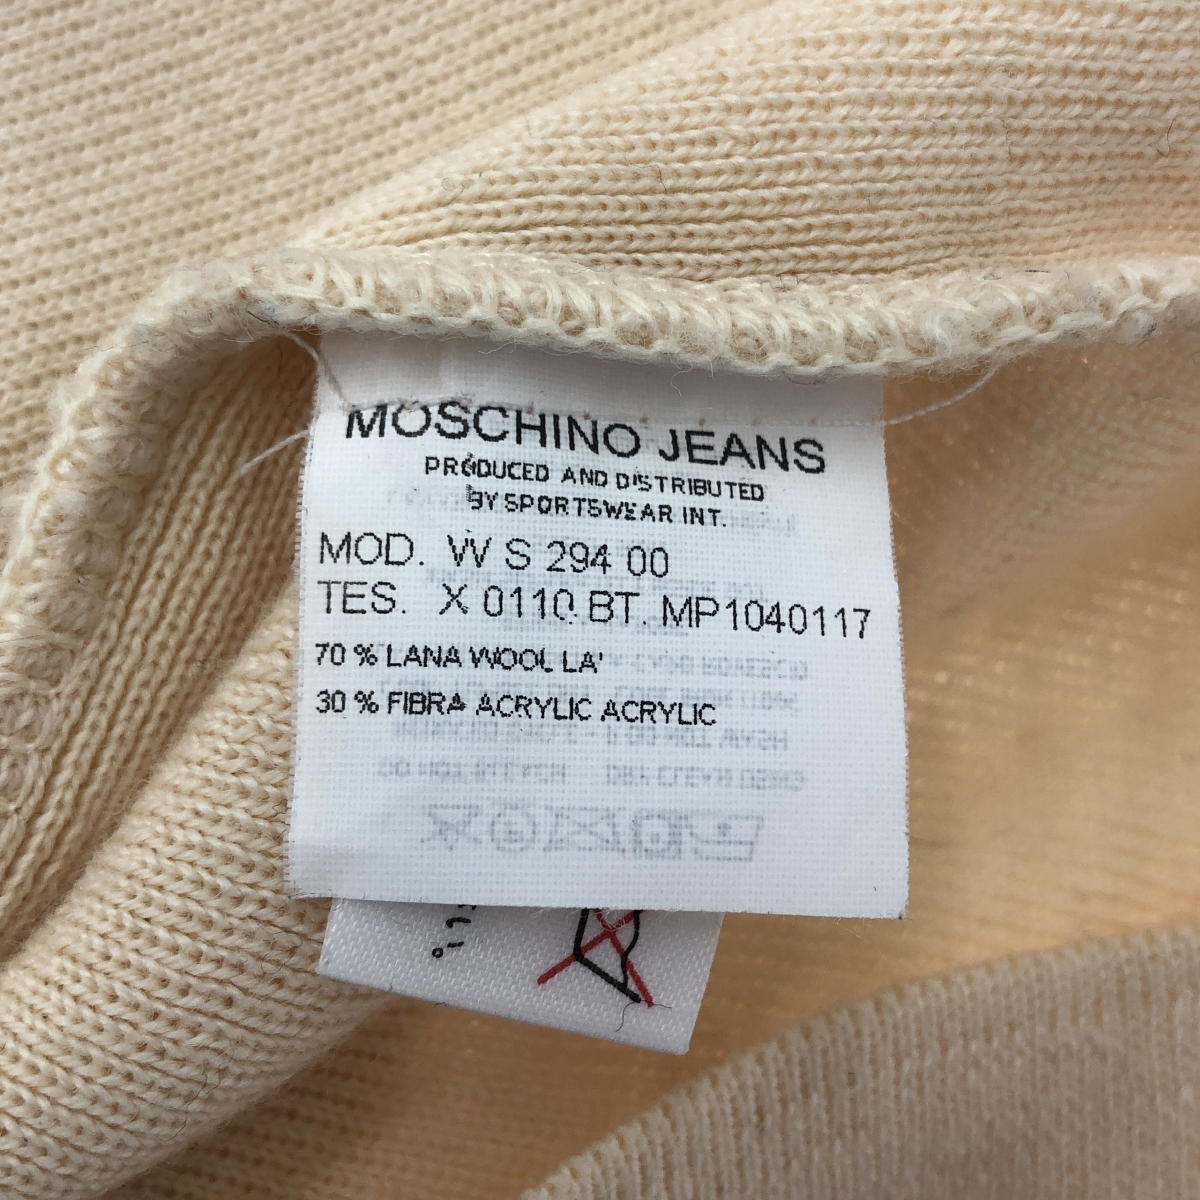 MOSCHINO JEANS
PRODUCED AND DISTRIBUTED
BY SPORTSWEAR INT.
MOD. W S 294 00
TES. X 0110 BT. MP1040117
70 % LANA WOOL LA'
30 % FIBRA ACRYLIC ACRYLIC